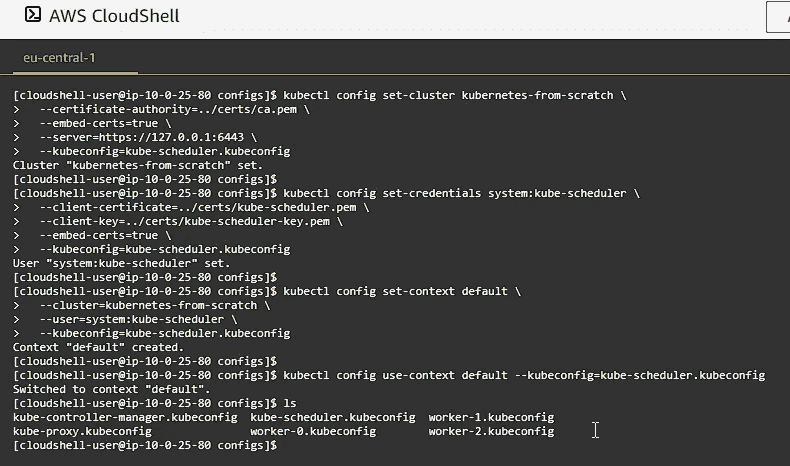 AWS CloudShell
eu-central-1
[cloudshell-user@ip-10-0-25-80 configs]$ kubectl config set-cluster kubernetes-from-scratch \
>   --certificate-authority=../certs/ca.pem \
>   --embed-certs=true \
>   --server=https://127.0.0.1:6443 \
>   --kubeconfig=kube-scheduler.kubeconfig
Cluster "kubernetes-from-scratch" set.
[cloudshell-user@ip-10-0-25-80 configs]$
[cloudshell-user@ip-10-0-25-80 configs]$ kubectl config set-credentials system:kube-scheduler \
>   --client-certificate=../certs/kube-scheduler.pem \
>   --client-key=../certs/kube-scheduler-key.pem \
>   --embed-certs=true \
>   --kubeconfig=kube-scheduler.kubeconfig
User "system:kube-scheduler" set.
[cloudshell-user@ip-10-0-25-80 configs]$
[cloudshell-user@ip-10-0-25-80 configs]$ kubectl config set-context default \
>   --cluster=kubernetes-from-scratch \
>   --user=system:kube-scheduler \
>   --kubeconfig=kube-scheduler.kubeconfig
Context "default" created.
[cloudshell-user@ip-10-0-25-80 configs]$
[cloudshell-user@ip-10-0-25-80 configs]$ kubectl config use-context default --kubeconfig=kube-scheduler.kubeconfig
Switched to context "default".
[cloudshell-user@ip-10-0-25-80 configs]$ ls
kube-controller-manager.kubeconfig  kube-scheduler.kubeconfig  worker-1.kubeconfig
kube-proxy.kubeconfig               worker-0.kubeconfig        worker-2.kubeconfig
[cloudshell-user@ip-10-0-25-80 configs]$